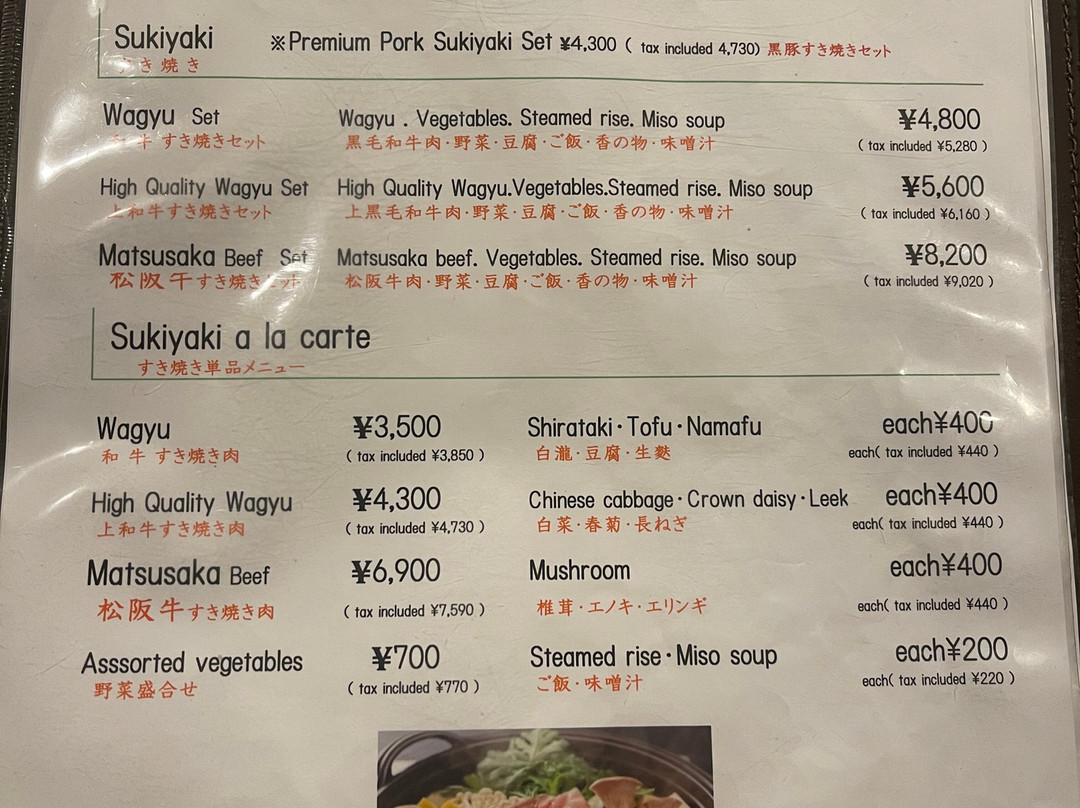 Sukiyaki ※Premium Pork Sukiyaki Set ¥4,300 ( tax included 4,730) 黒豚すき焼きセット
すき焼き
Wagyu Set Wagyu . Vegetables. Steamed rise. Miso soup ¥4,800
和牛 すき焼きセット 黒毛和牛肉・野菜・豆腐・ご飯・香の物・味噌汁 ( tax included ¥5,280 )
High Quality Wagyu Set High Quality Wagyu.Vegetables.Steamed rise. Miso soup ¥5,600
上和牛すき焼きセット 上黒毛和牛肉・野菜・豆腐・ご飯・香の物・味噌汁 ( tax included ¥6,160 )
Matsusaka Beef Set Matsusaka beef. Vegetables. Steamed rise. Miso soup ¥8,200
松阪牛すき焼きセット 松阪牛肉・野菜・豆腐・ご飯・香の物・味噌汁 ( tax included ¥9,020 )
Sukiyaki a la carte
すき焼き単品メニュー
Wagyu ¥3,500 Shirataki・Tofu・Namafu each¥400
和牛 すき焼き肉 ( tax included ¥3,850 ) 白瀧・豆腐・生麩 each( tax included ¥440 )
High Quality Wagyu ¥4,300 Chinese cabbage・Crown daisy・Leek each¥400
上和牛すき焼き肉 ( tax included ¥4,730 ) 白菜・春菊・長ねぎ each( tax included ¥440 )
Matsusaka Beef ¥6,900 Mushroom each¥400
松阪牛すき焼き肉 ( tax included ¥7,590 ) 椎茸・エノキ・エリンギ each( tax included ¥440 )
Asssorted vegetables ¥700 Steamed rise・Miso soup each¥200
野菜盛合せ ( tax included ¥770 ) ご飯・味噌汁 each( tax included ¥220 )